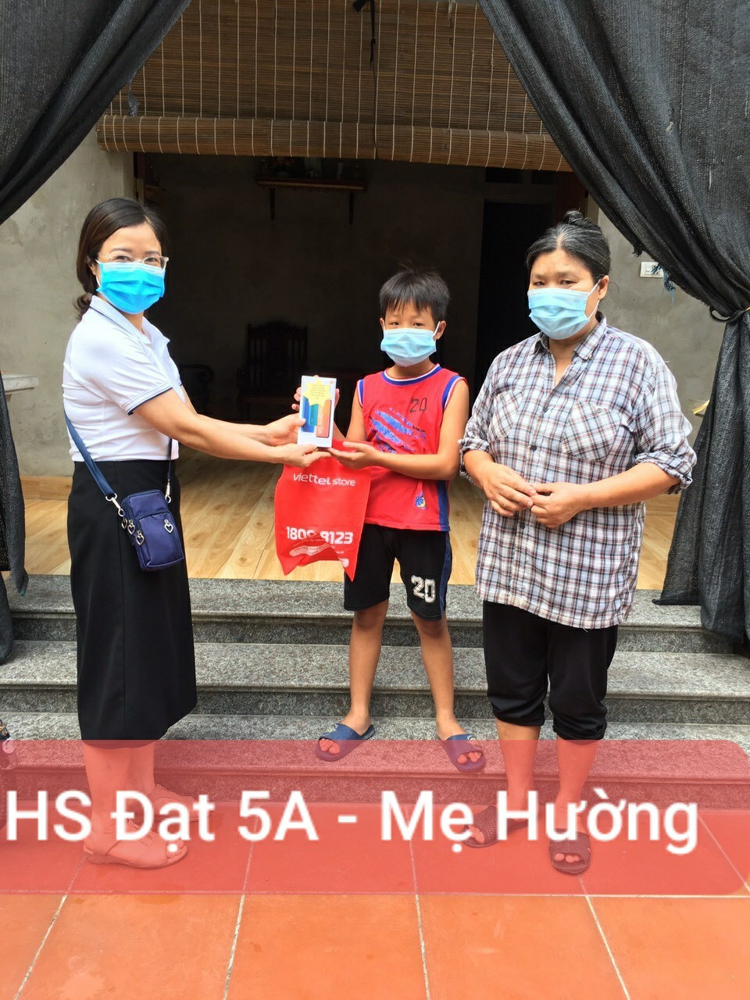 20
viettel store
1800 8123
20
HS Đạt 5A - Mẹ Hường